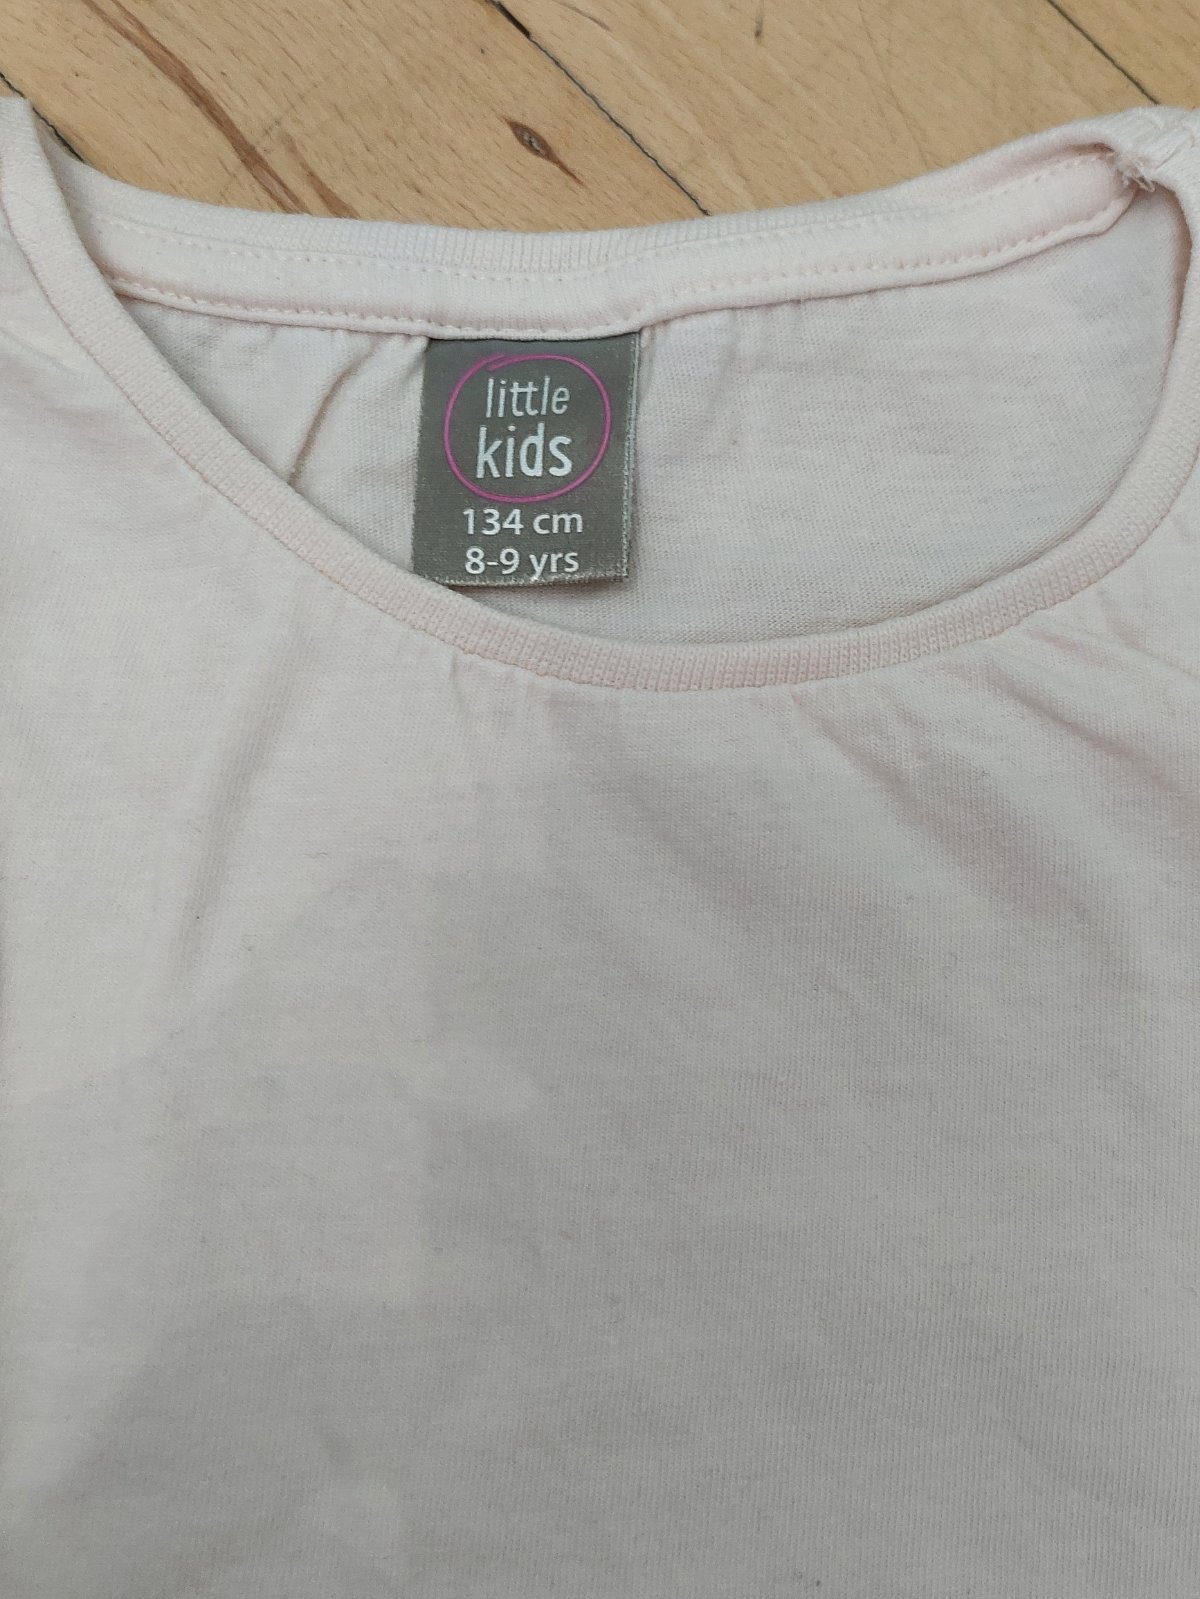 little
kids
134 cm
8-9 yrs